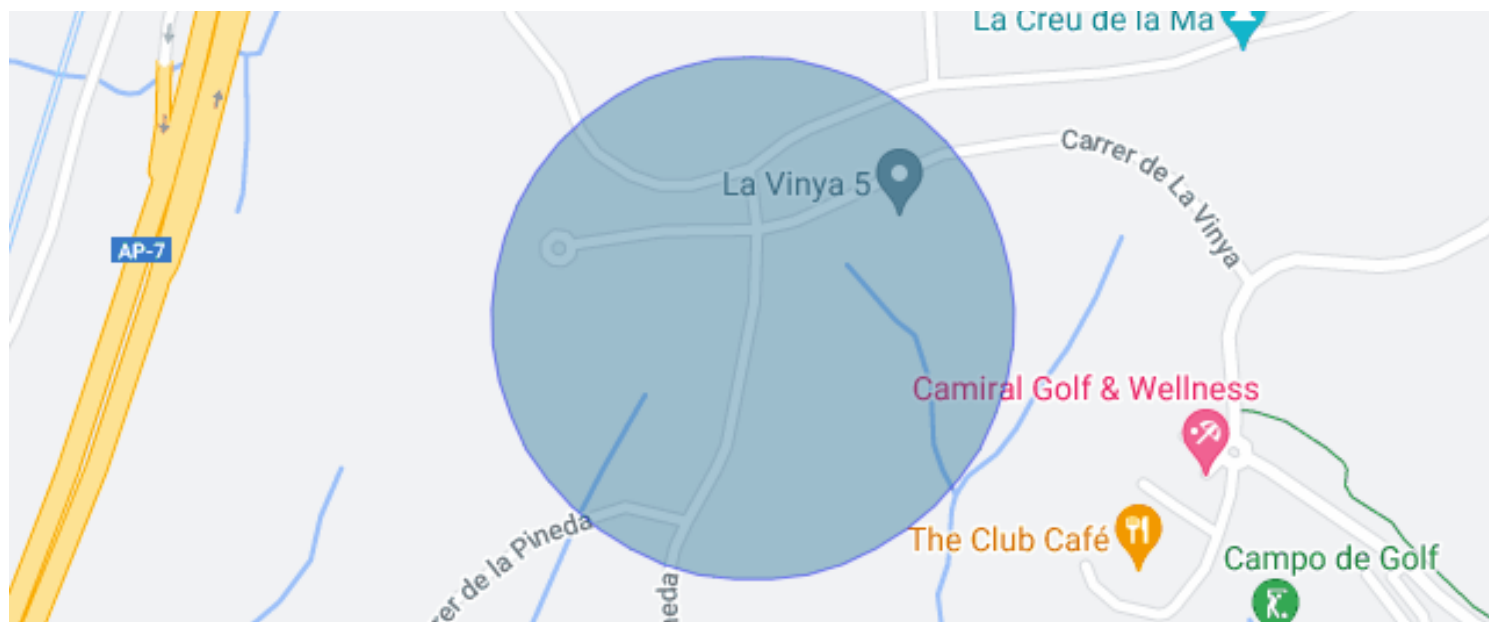 La Creu de la Ma
Carrer de La Vinya
La Vinya 5
AP-7
Camiral Golf & Wellness
The Club Café
Campo de Golf
rer de la Pineda
neda